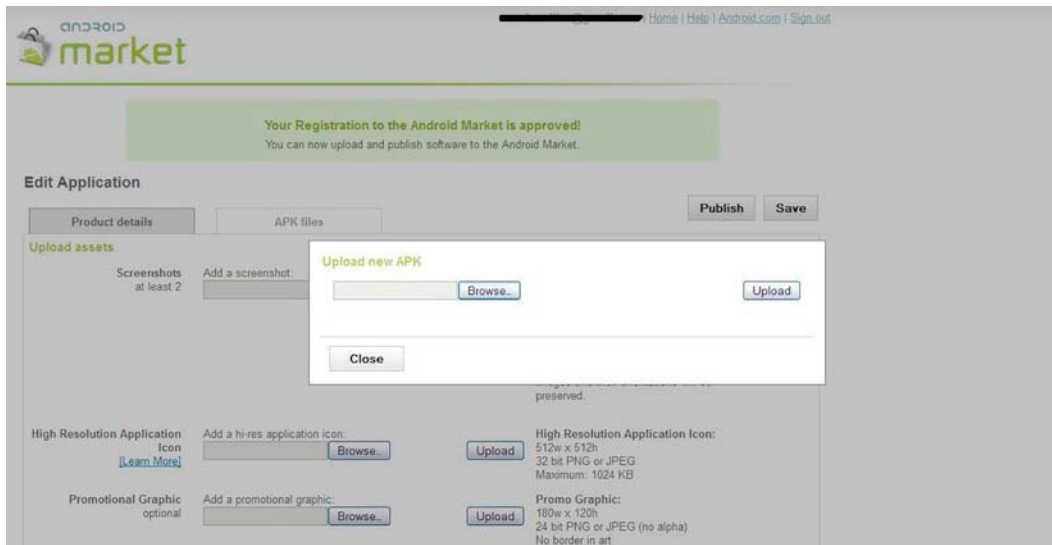 Home | Help | Android.com | Sign out
android
market
Your Registration to the Android Market is approved!
You can now upload and publish software to the Android Market.
Edit Application
Publish
Save
Product details
APK files
Upload assets
Screenshots
at least 2
Add a screenshot:
Upload new APK
Browse..
Upload
Close
preserved.
High Resolution Application
Icon
[Learn More]
Add a hi-res application icon:
Browse..
Upload
High Resolution Application Icon:
512w x 512h
32 bit PNG or JPEG
Maximum: 1024 KB
Promotional Graphic
optional
Add a promotional graphic:
Browse..
Upload
Promo Graphic:
180w x 120h
24 bit PNG or JPEG (no alpha)
No border in art